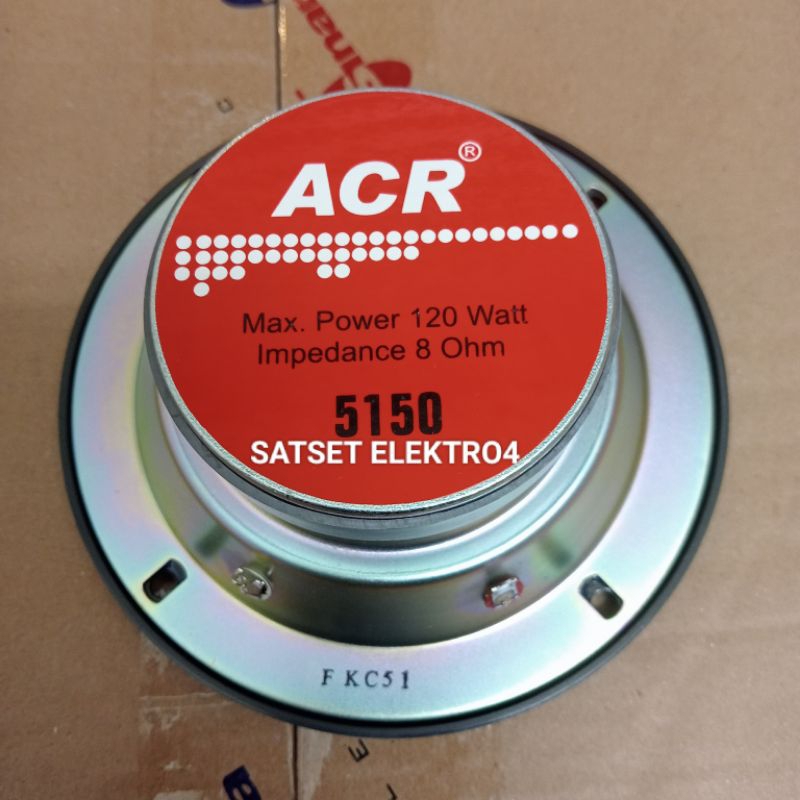 ACR®
Max. Power 120 Watt
Impedance 8 Ohm
5150
SATSET ELEKTRO4
F KC51